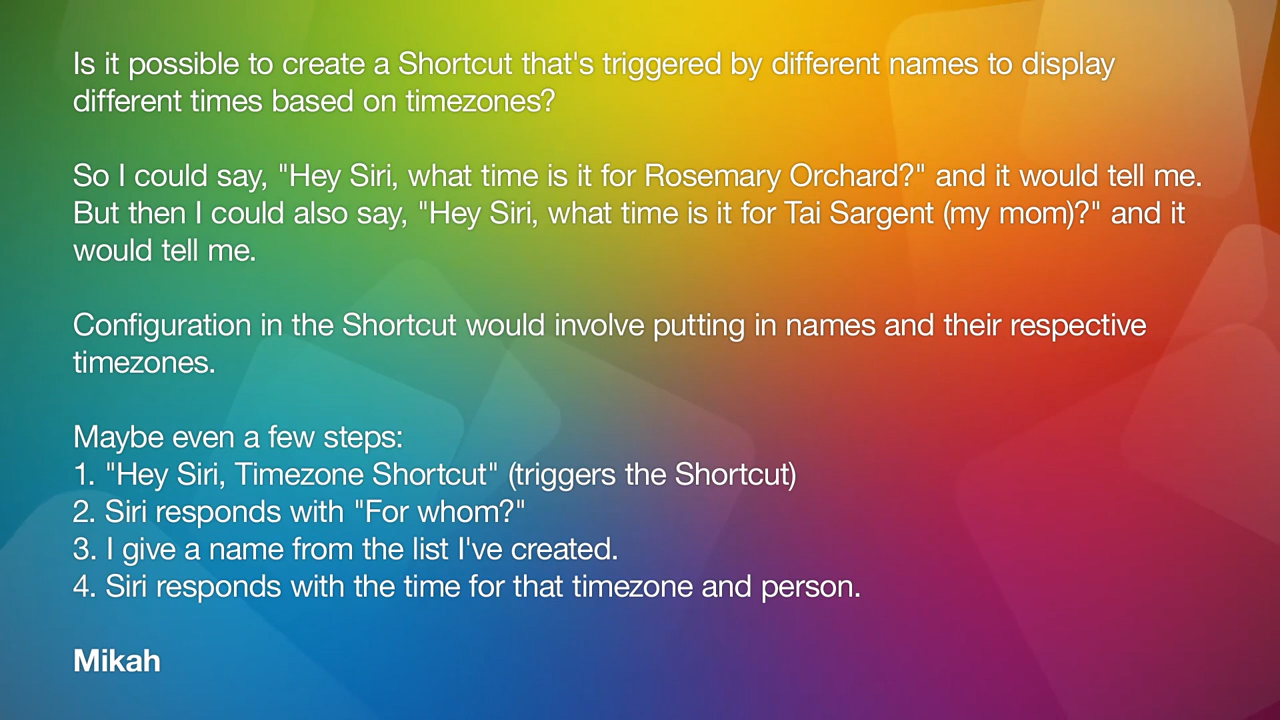 Is it possible to create a Shortcut that's triggered by different names to display
different times based on timezones?
So I could say, "Hey Siri, what time is it for Rosemary Orchard?" and it would tell me.
But then I could also say, "Hey Siri, what time is it for Tai Sargent (my mom)?" and it
would tell me.
Configuration in the Shortcut would involve putting in names and their respective
timezones.
Maybe even a few steps:
1. "Hey Siri, Timezone Shortcut" (triggers the Shortcut)
2. Siri responds with "For whom?"
3. I give a name from the list I've created.
4. Siri responds with the time for that timezone and person.
Mikah